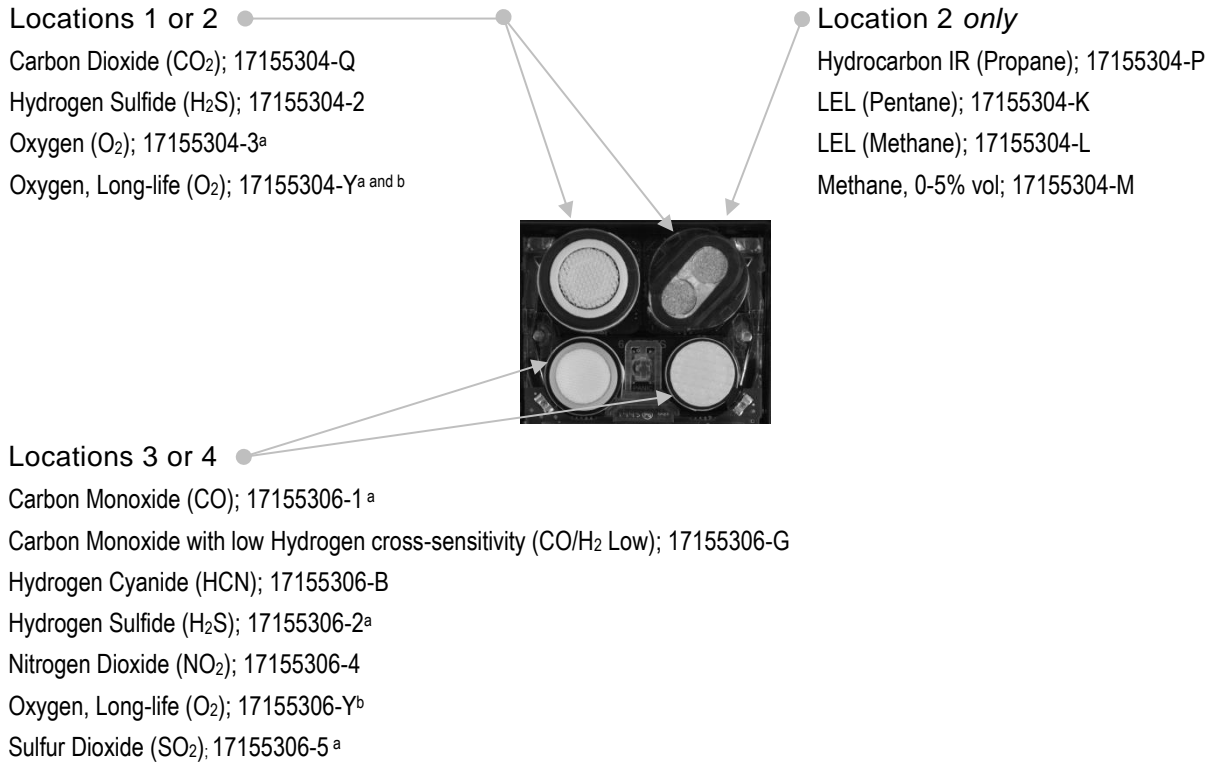 Locations 1 or 2
Carbon Dioxide (CO₂); 17155304-Q
Hydrogen Sulfide (H₂S); 17155304-2
Oxygen (O₂); 17155304-3ᵃ
Oxygen, Long-life (O₂); 17155304-Yᵃ ᵃⁿᵈ ᵇ
Location 2 only
Hydrocarbon IR (Propane); 17155304-P
LEL (Pentane); 17155304-K
LEL (Methane); 17155304-L
Methane, 0-5% vol; 17155304-M
Locations 3 or 4
Carbon Monoxide (CO); 17155306-1 ᵃ
Carbon Monoxide with low Hydrogen cross-sensitivity (CO/H₂ Low); 17155306-G
Hydrogen Cyanide (HCN); 17155306-B
Hydrogen Sulfide (H₂S); 17155306-2ᵃ
Nitrogen Dioxide (NO₂); 17155306-4
Oxygen, Long-life (O₂); 17155306-Yᵇ
Sulfur Dioxide (SO₂); 17155306-5 ᵃ